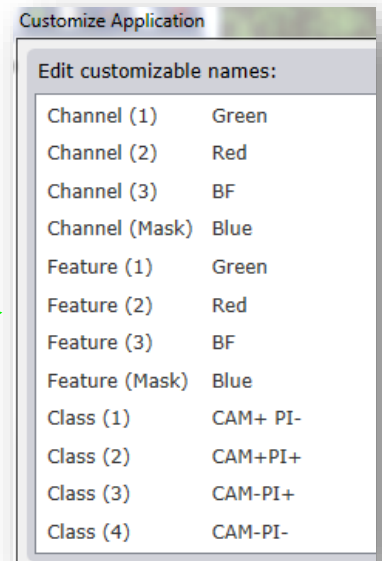 Customize Application
Edit customizable names:
Channel (1) Green
Channel (2) Red
Channel (3) BF
Channel (Mask) Blue
Feature (1) Green
Feature (2) Red
Feature (3) BF
Feature (Mask) Blue
Class (1) CAM+ PI-
Class (2) CAM+PI+
Class (3) CAM-PI+
Class (4) CAM-PI-